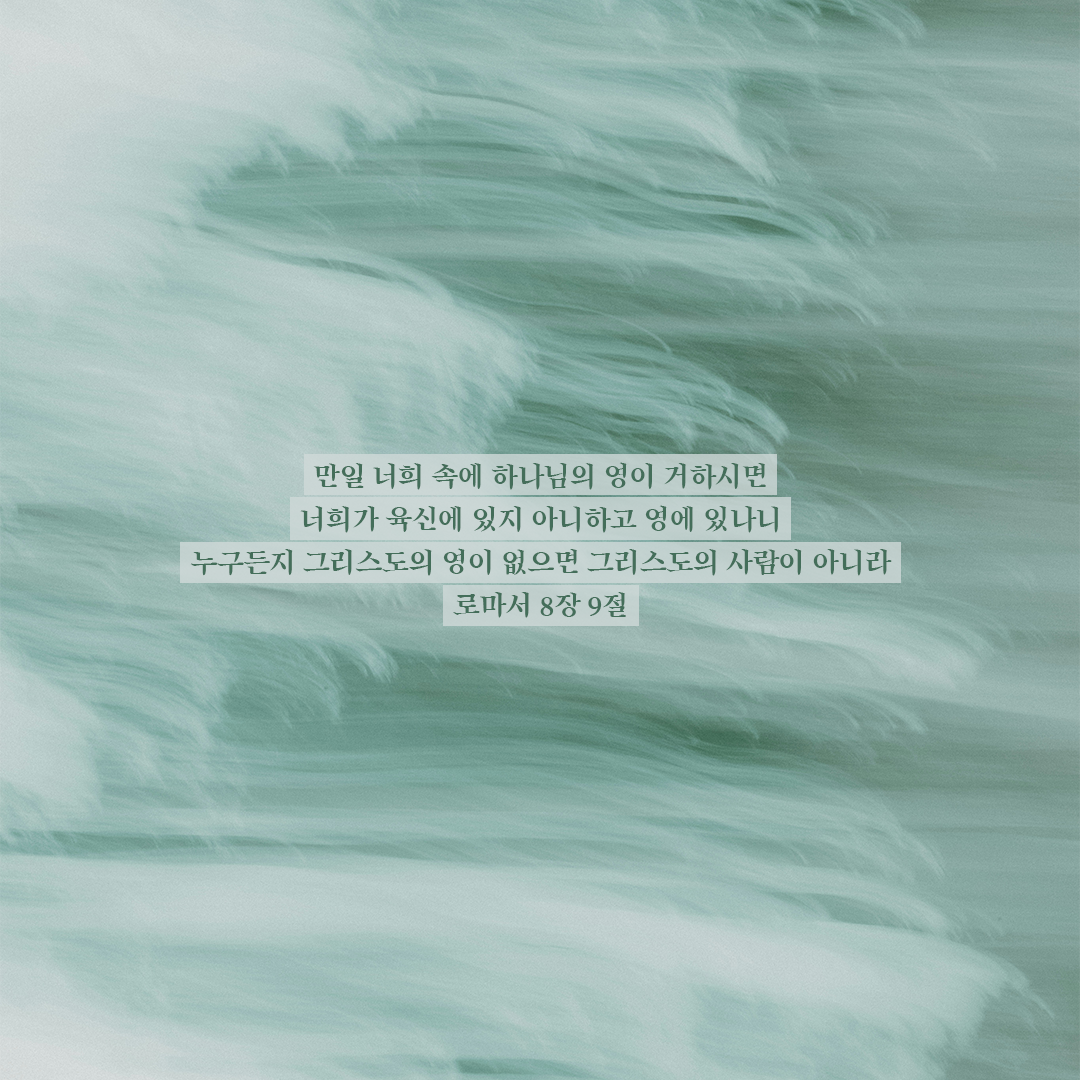 만일 너희 속에 하나님의 영이 거하시면
너희가 육신에 있지 아니하고 영에 있나니
누구든지 그리스도의 영이 없으면 그리스도의 사람이 아니라
로마서 8장 9절